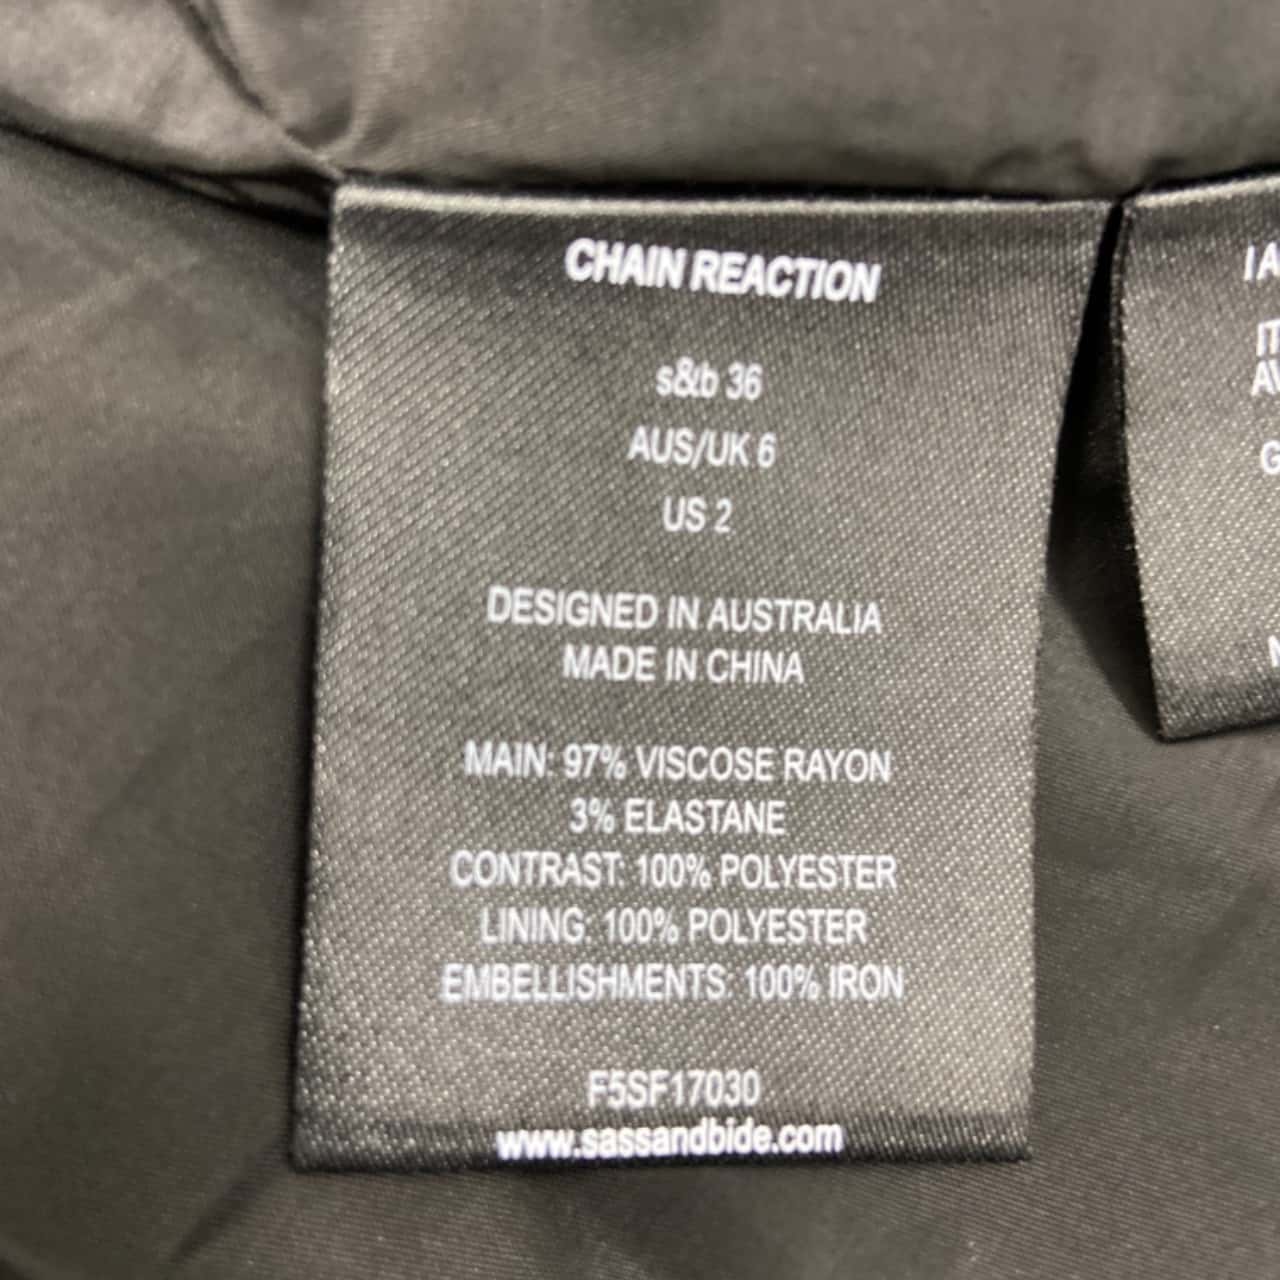 CHAIN REACTION
s&b 36
AUS/UK 6
US 2
DESIGNED IN AUSTRALIA
MADE IN CHINA
MAIN: 97% VISCOSE RAYON
3% ELASTANE
CONTRAST: 100% POLYESTER
LINING: 100% POLYESTER
EMBELLISHMENTS: 100% IRON
F5SF17030
www.sassandbide.com